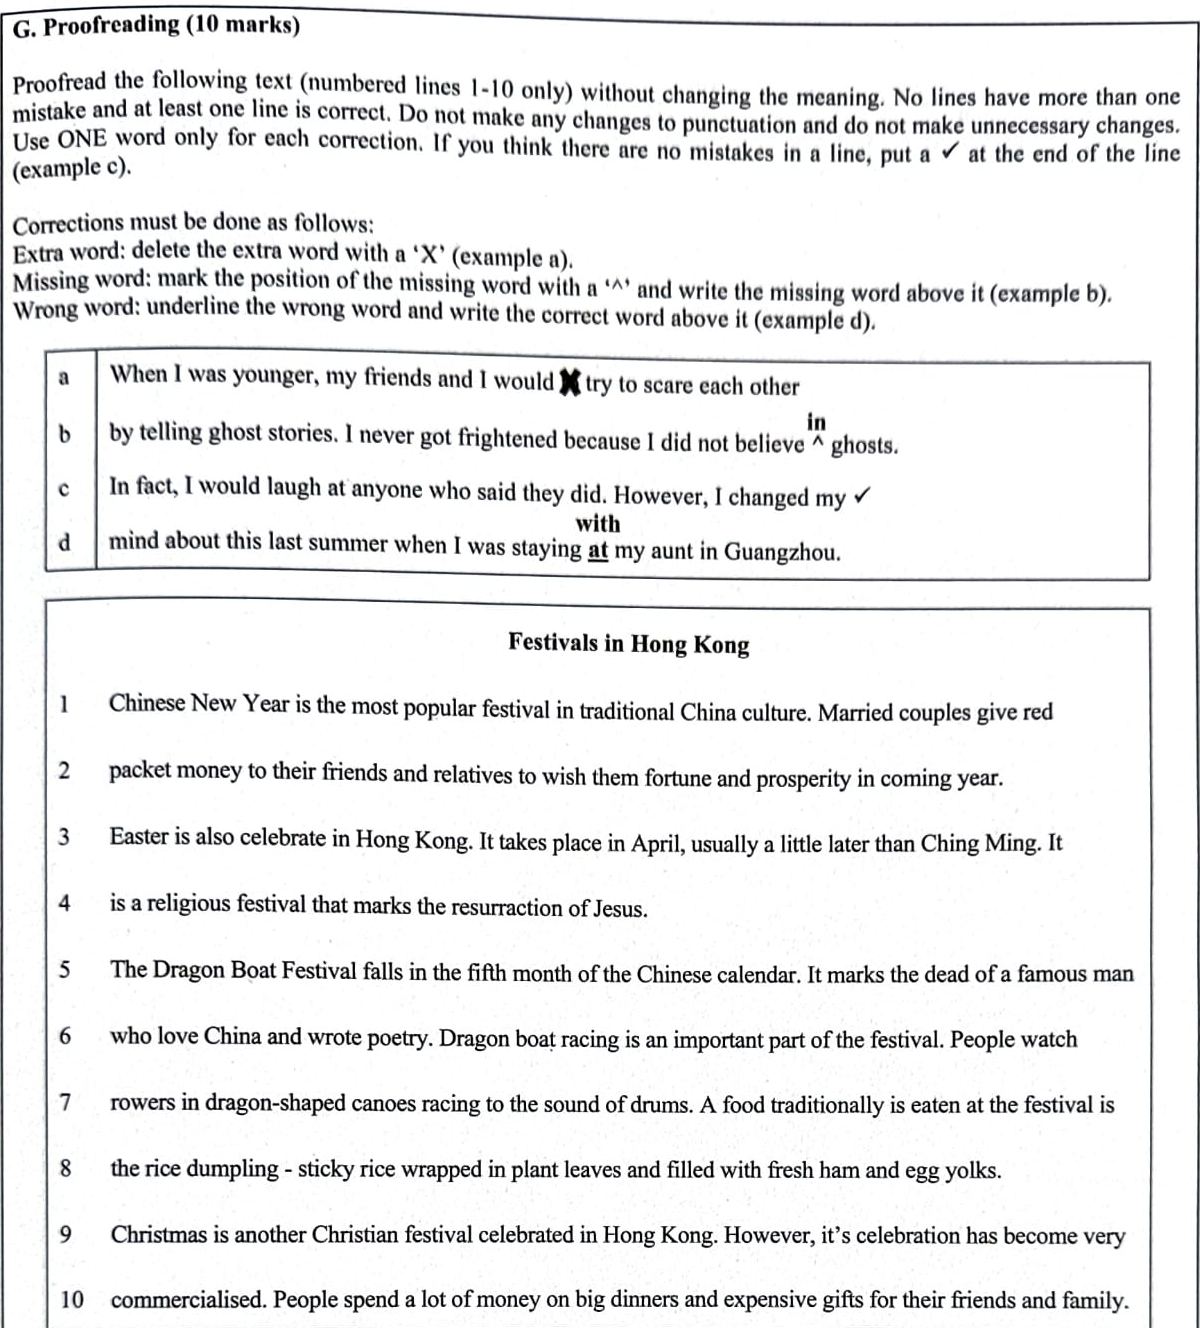 G. Proofreading (10 marks)
Proofread the following text (numbered lines 1-10 only) without changing the meaning. No lines have more than one
mistake and at least one line is correct. Do not make any changes to punctuation and do not make unnecessary changes.
Use ONE word only for each correction. If you think there are no mistakes in a line, put a ✓ at the end of the line
(example c).
Corrections must be done as follows:
Extra word: delete the extra word with a ‘X’ (example a).
Missing word: mark the position of the missing word with a ‘^’ and write the missing word above it (example b).
Wrong word: underline the wrong word and write the correct word above it (example d).
a When I was younger, my friends and I would X try to scare each other
in
b by telling ghost stories. I never got frightened because I did not believe ^ ghosts.
c In fact, I would laugh at anyone who said they did. However, I changed my ✓
with
d mind about this last summer when I was staying at my aunt in Guangzhou.
Festivals in Hong Kong
1 Chinese New Year is the most popular festival in traditional China culture. Married couples give red
2 packet money to their friends and relatives to wish them fortune and prosperity in coming year.
3 Easter is also celebrate in Hong Kong. It takes place in April, usually a little later than Ching Ming. It
4 is a religious festival that marks the resurraction of Jesus.
5 The Dragon Boat Festival falls in the fifth month of the Chinese calendar. It marks the dead of a famous man
6 who love China and wrote poetry. Dragon boat racing is an important part of the festival. People watch
7 rowers in dragon-shaped canoes racing to the sound of drums. A food traditionally is eaten at the festival is
8 the rice dumpling - sticky rice wrapped in plant leaves and filled with fresh ham and egg yolks.
9 Christmas is another Christian festival celebrated in Hong Kong. However, it’s celebration has become very
10 commercialised. People spend a lot of money on big dinners and expensive gifts for their friends and family.